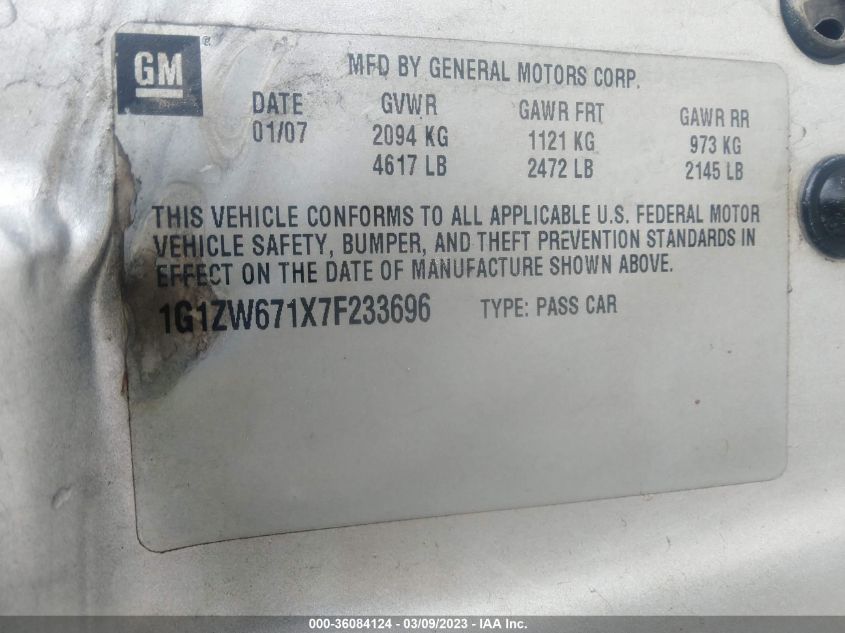 GM®
MFD BY GENERAL MOTORS CORP.
DATE GVWR GAWR FRT GAWR RR
01/07 2094 KG 1121 KG 973 KG
4617 LB 2472 LB 2145 LB
THIS VEHICLE CONFORMS TO ALL APPLICABLE U.S. FEDERAL MOTOR
VEHICLE SAFETY, BUMPER, AND THEFT PREVENTION STANDARDS IN
EFFECT ON THE DATE OF MANUFACTURE SHOWN ABOVE.
1G1ZW671X7F233696 TYPE: PASS CAR
000-36084124 - 03/09/2023 - IAA Inc.